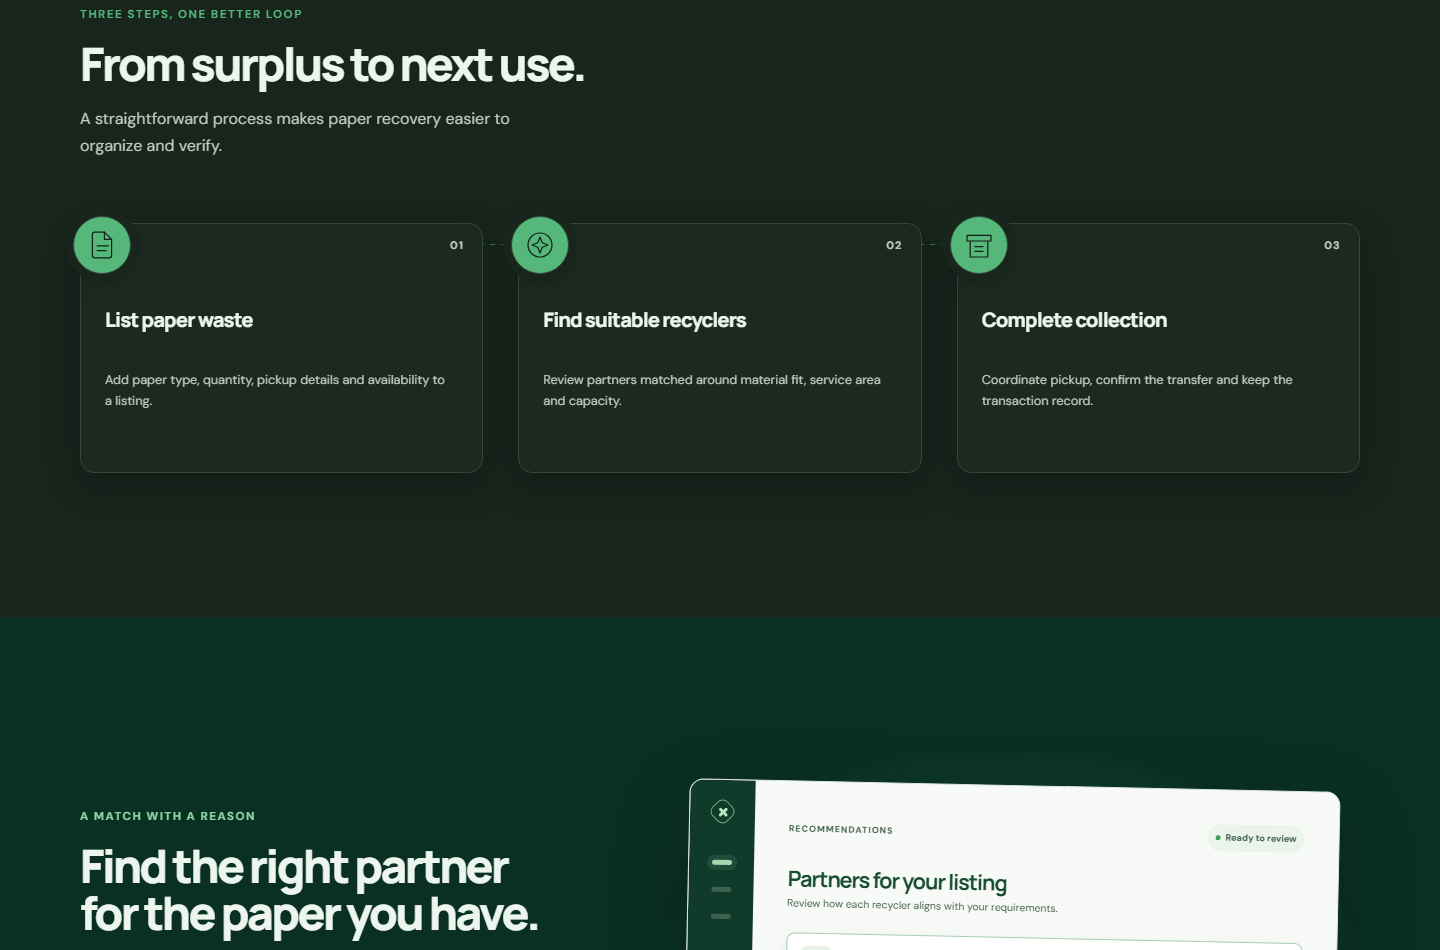 THREE STEPS, ONE BETTER LOOP
From surplus to next use.
A straightforward process makes paper recovery easier to
organize and verify.
01
List paper waste
Add paper type, quantity, pickup details and availability to
a listing.
02
Find suitable recyclers
Review partners matched around material fit, service area
and capacity.
03
Complete collection
Coordinate pickup, confirm the transfer and keep the
transaction record.
A MATCH WITH A REASON
Find the right partner
for the paper you have.
RECOMMENDATIONS
Ready to review
Partners for your listing
Review how each recycler aligns with your requirements.